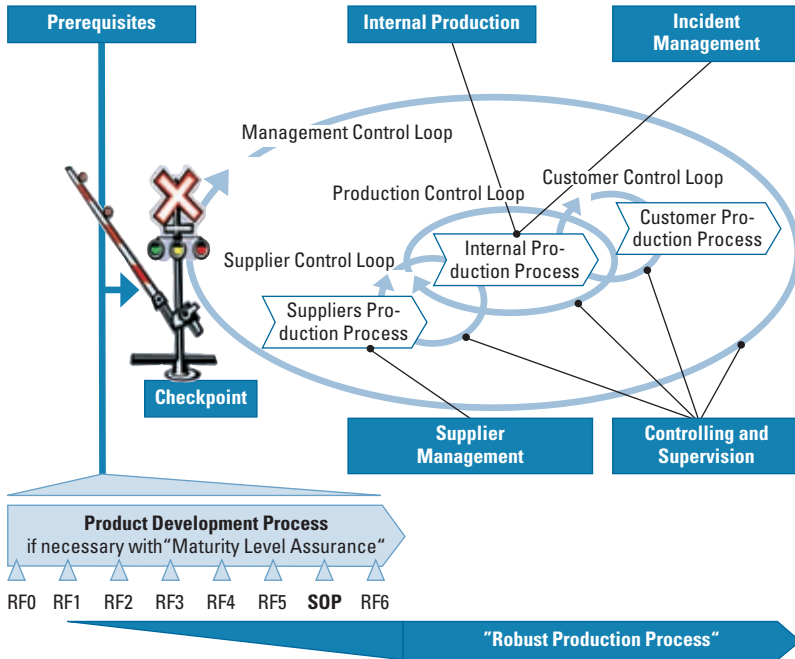 Prerequisites
Internal Production
Incident
Management
Management Control Loop
Customer Control Loop
Production Control Loop
Customer Pro-
duction Process
Internal Pro-
duction Process
Supplier Control Loop
Suppliers Pro-
duction Process
Checkpoint
Supplier
Management
Controlling and
Supervision
Product Development Process
if necessary with“Maturity Level Assurance“
RF0 RF1 RF2 RF3 RF4 RF5 SOP RF6
”Robust Production Process“